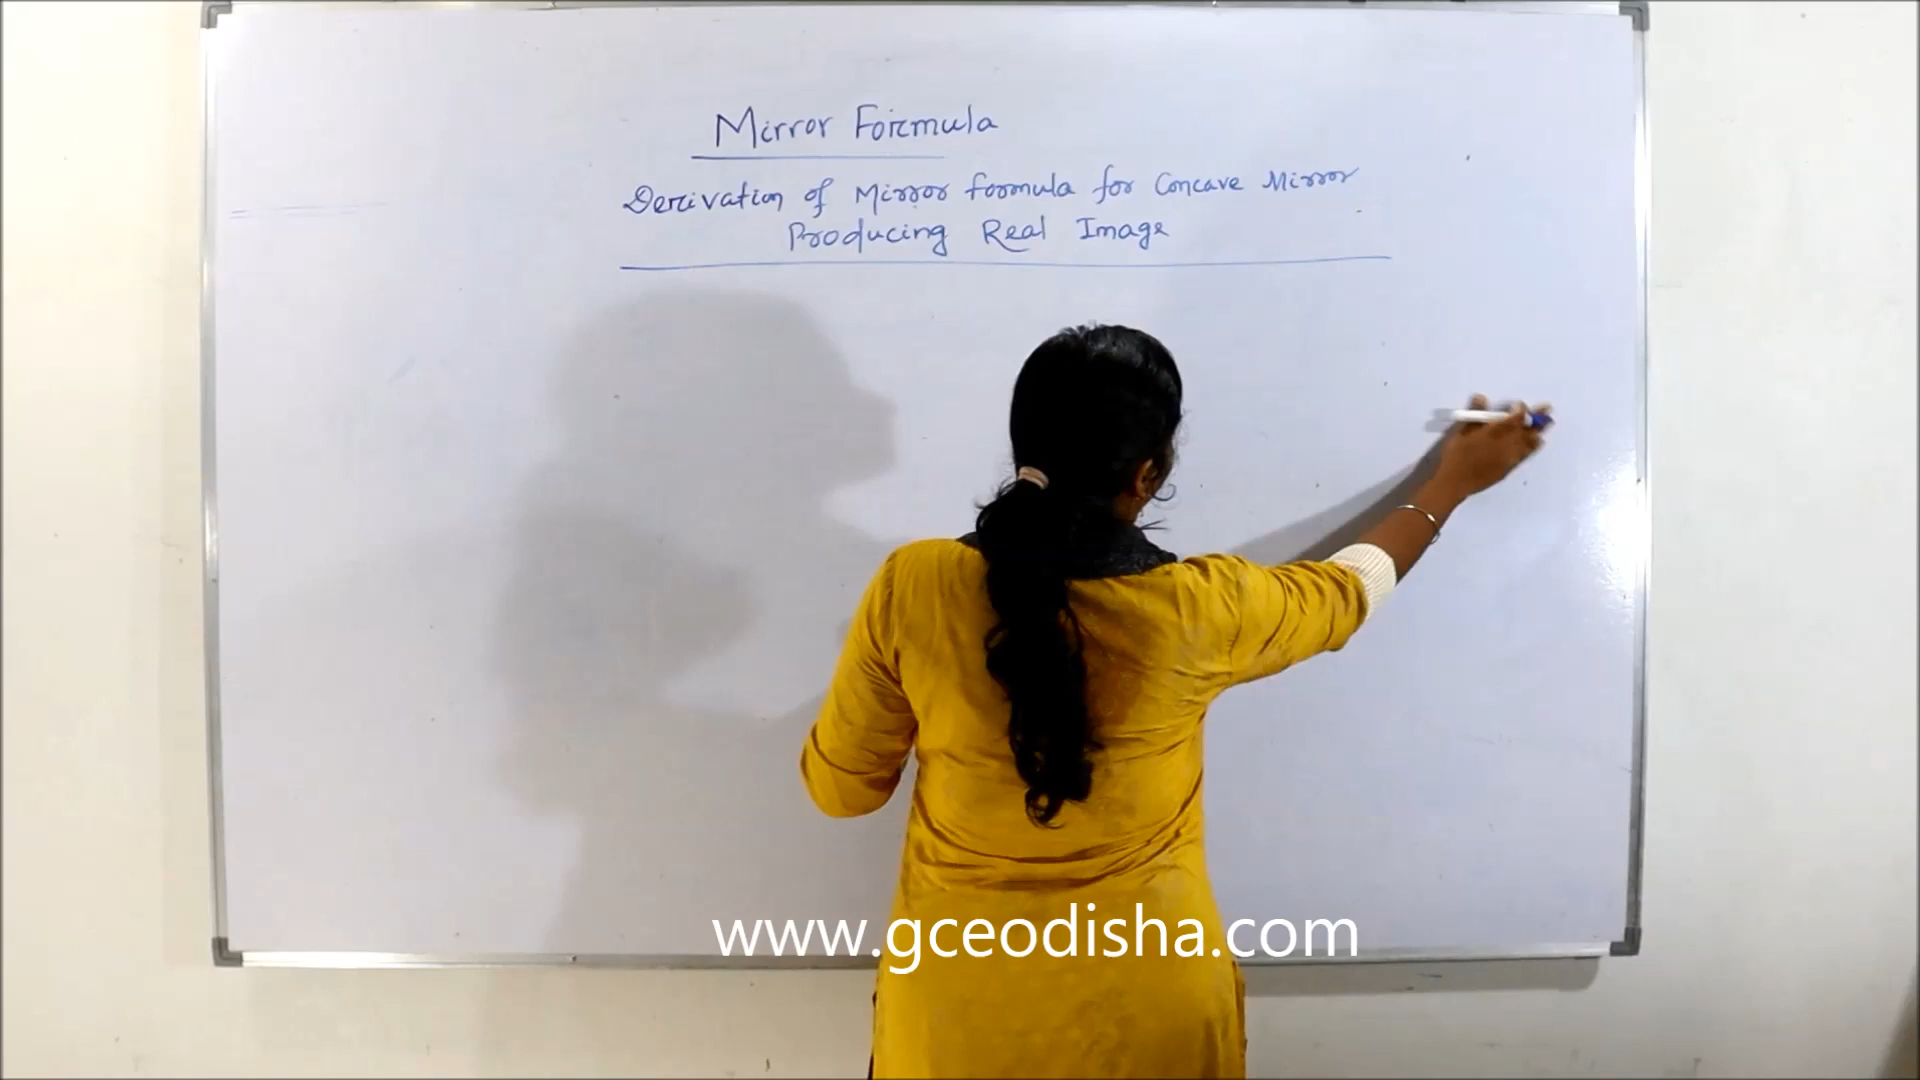 Mirror Formula
Derivation of Mirror formula for Concave Mirror
Producing Real Image
www.gceodisha.com